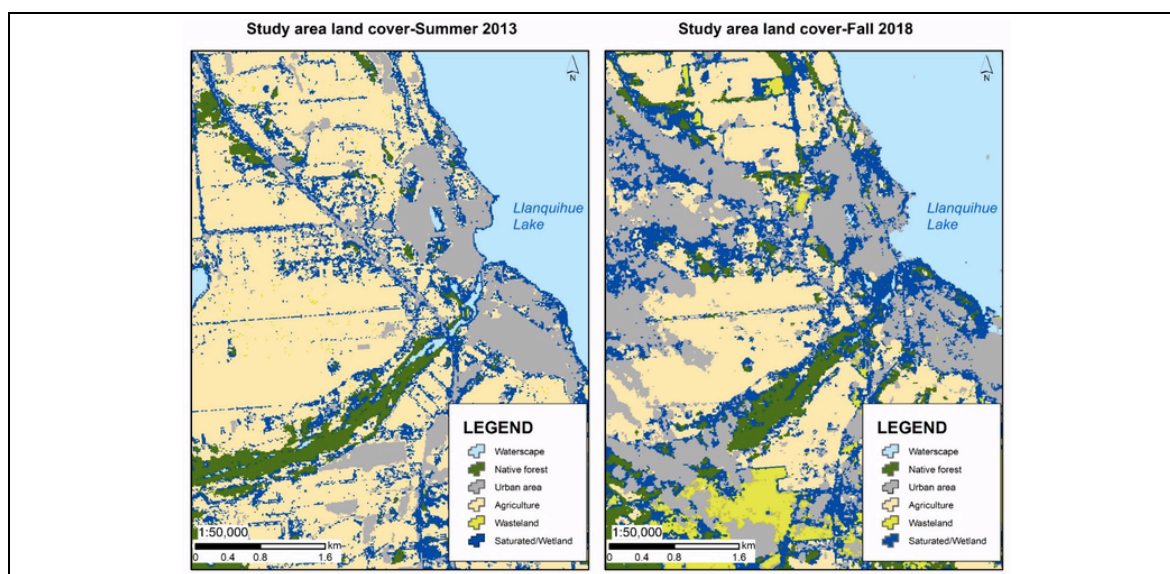 Study area land cover-Summer 2013
Study area land cover-Fall 2018
N
Llanquihue
Lake
LEGEND
Waterscape
Native forest
Urban area
Agriculture
Wasteland
Saturated/Wetland
1:50,000
km
0 0.4 0.8 1.6
N
Llanquihue
Lake
LEGEND
Waterscape
Native forest
Urban area
Agriculture
Wasteland
Saturated/Wetland
1:50,000
km
0 0.4 0.8 1.6